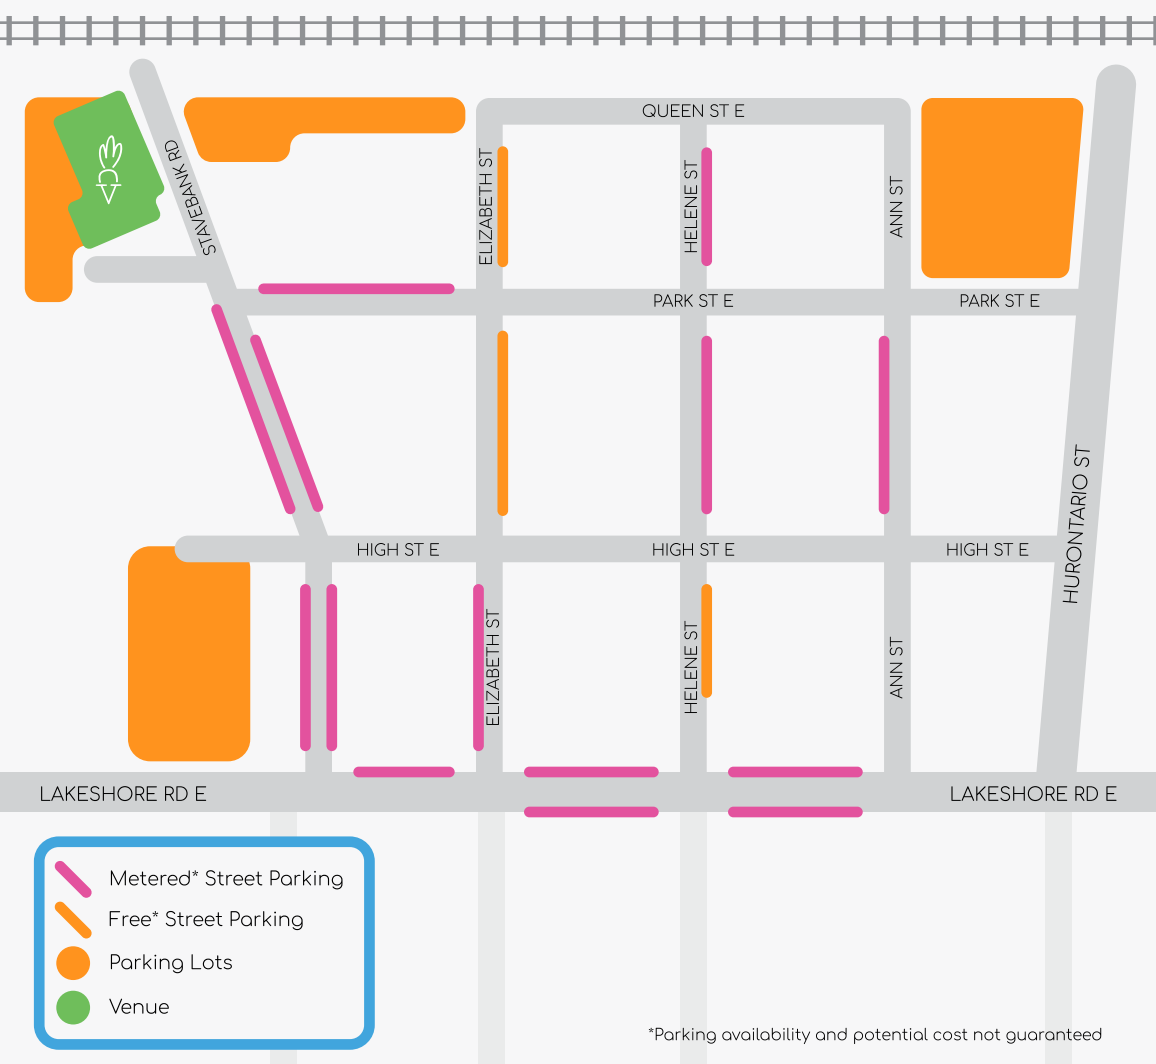 QUEEN ST E
STAVEBANK RD
ELIZABETH ST
HELENE ST
ANN ST
PARK ST E
PARK ST E
HURONTARIO ST
HIGH ST E
HIGH ST E
HIGH ST E
ELIZABETH ST
HELENE ST
ANN ST
LAKESHORE RD E
LAKESHORE RD E
Metered* Street Parking
Free* Street Parking
Parking Lots
Venue
*Parking availability and potential cost not guaranteed